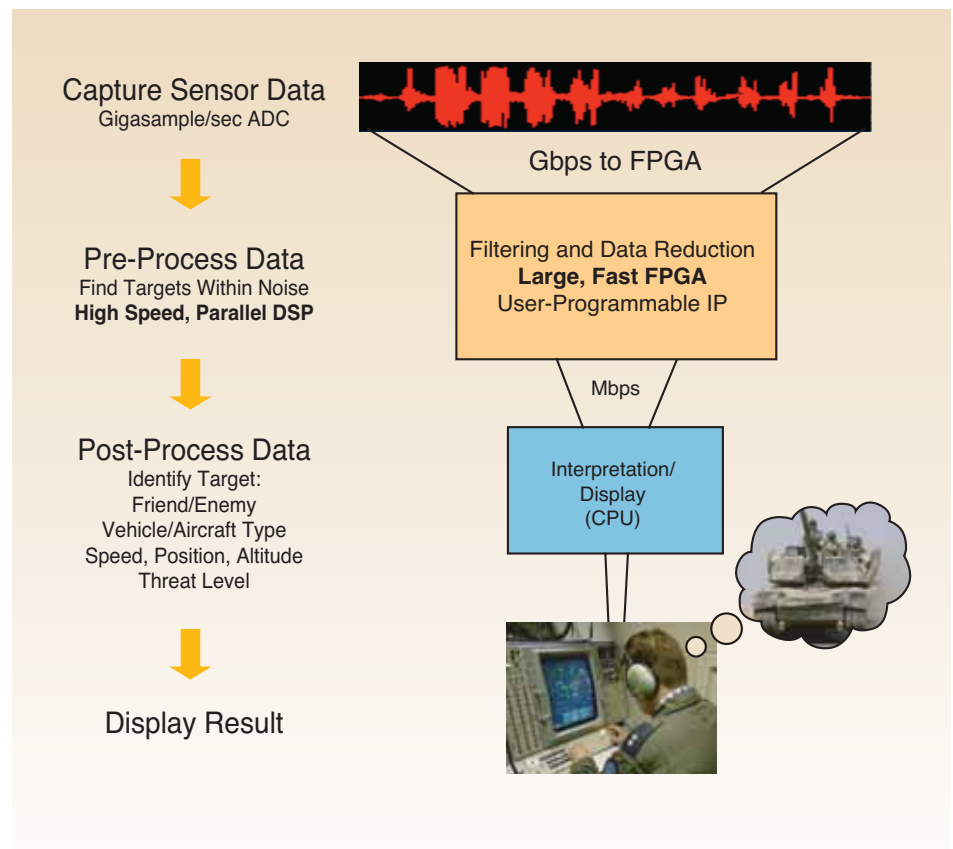 Capture Sensor Data
Gigasample/sec ADC
Gbps to FPGA
Pre-Process Data
Find Targets Within Noise
High Speed, Parallel DSP
Filtering and Data Reduction
Large, Fast FPGA
User-Programmable IP
Mbps
Post-Process Data
Identify Target:
Friend/Enemy
Vehicle/Aircraft Type
Speed, Position, Altitude
Threat Level
Interpretation/
Display
(CPU)
Display Result